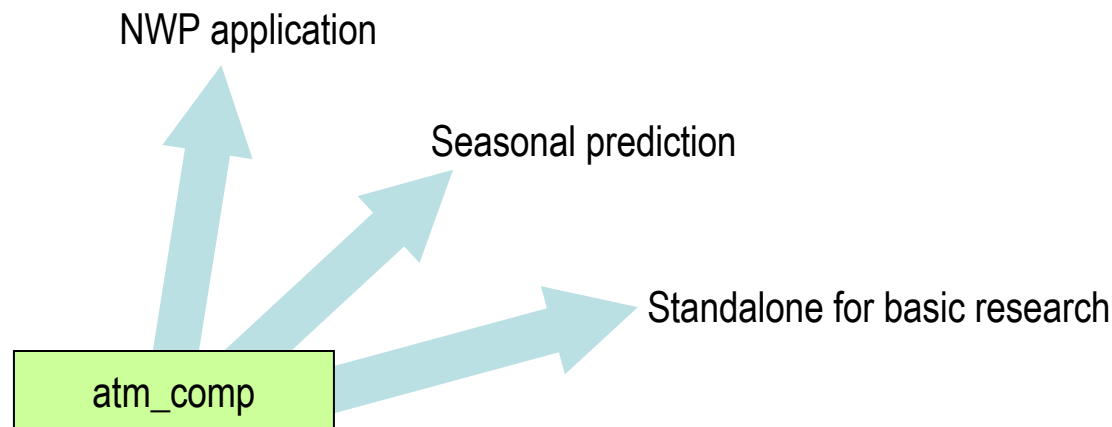 NWP application
Seasonal prediction
Standalone for basic research
atm_comp